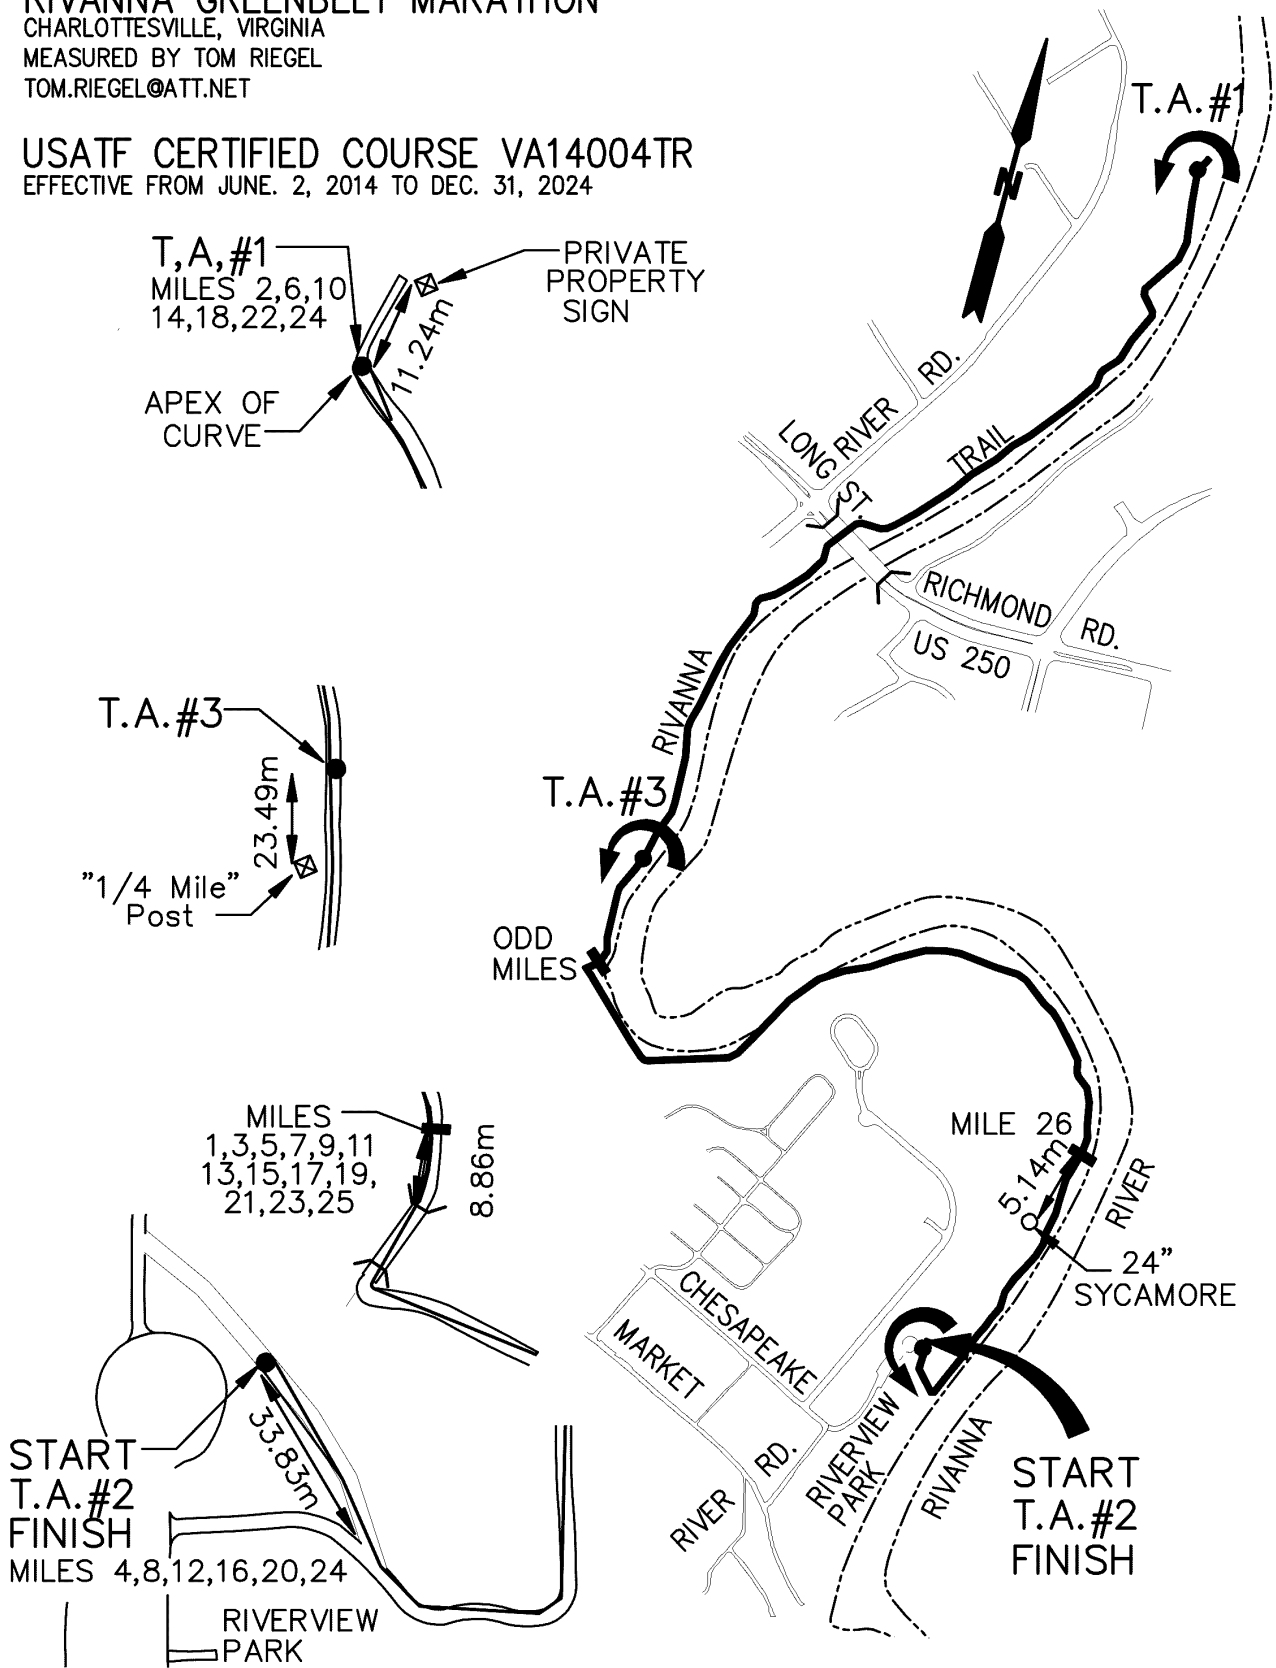 RIVANNA GREENBELT MARATHON
CHARLOTTESVILLE, VIRGINIA
MEASURED BY TOM RIEGEL
TOM.RIEGEL@ATT.NET
USATF CERTIFIED COURSE VA14004TR
EFFECTIVE FROM JUNE. 2, 2014 TO DEC. 31, 2024
T.A.#1
N
T,A,#1
MILES 2,6,10
14,18,22,24
PRIVATE
PROPERTY
SIGN
11.24m
APEX OF
CURVE
LONG ST.
RIVER RD.
RIVANNA TRAIL
RICHMOND RD.
US 250
T.A.#3
23.49m
"1/4 Mile"
Post
T.A.#3
ODD
MILES
MILES
1,3,5,7,9,11
13,15,17,19,
21,23,25
8.86m
MILE 26
5.14m
RIVER
24"
SYCAMORE
CHESAPEAKE
MARKET
RD.
RIVER
RIVERVIEW
PARK
RIVANNA
START
T.A.#2
FINISH
START
T.A.#2
FINISH
MILES 4,8,12,16,20,24
33.83m
RIVERVIEW
PARK